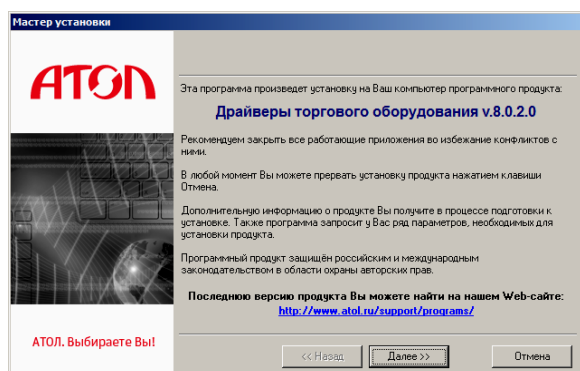 Мастер установки
АТОЛ
Эта программа произведет установку на Ваш компьютер программного продукта:
Драйверы торгового оборудования v.8.0.2.0
Рекомендуем закрыть все работающие приложения во избежание конфликтов с
ними.
В любой момент Вы можете прервать установку продукта нажатием клавиши
Отмена.
Дополнительную информацию о продукте Вы получите в процессе подготовки к
установке. Также программа запросит у Вас ряд параметров, необходимых для
установки продукта.
Программный продукт защищён российским и международным
законодательством в области охраны авторских прав.
Последнюю версию продукта Вы можете найти на нашем Web-сайте:
http://www.atol.ru/support/programs/
АТОЛ. Выбираете Вы!
<< Назад
Далее >>
Отмена